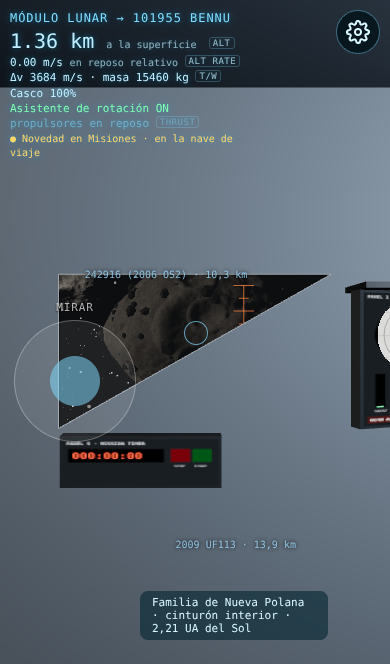 MÓDULO LUNAR → 101955 BENNU
1.36 km a la superficie ALT
0.00 m/s en reposo relativo ALT RATE
Δv 3684 m/s · masa 15460 kg T/W
Casco 100%
Asistente de rotación ON
propulsores en reposo THRUST
● Novedad en Misiones · en la nave de
viaje
242916 (2006 OS2) · 10,3 km
MIRAR
000:00:00
2009 UF113 · 13,9 km
Familia de Nueva Polana
· cinturón interior ·
2,21 UA del Sol